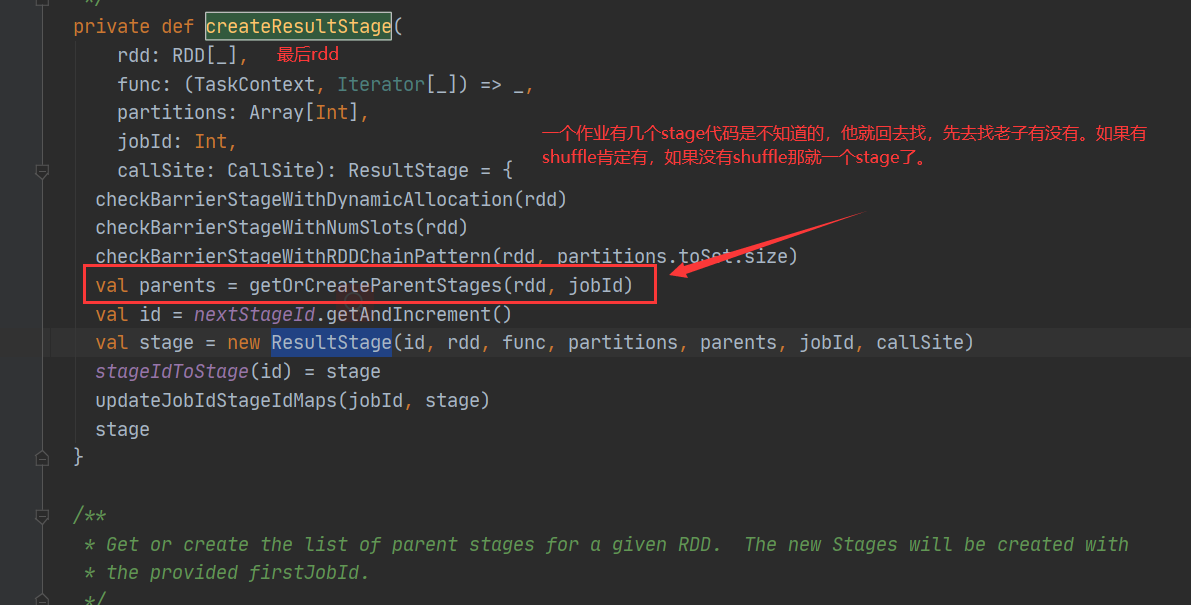 */
private def createResultStage(
rdd: RDD[_], 最后rdd
func: (TaskContext, Iterator[_]) => _,
partitions: Array[Int],
jobId: Int,
一个作业有几个stage代码是不知道的，他就回去找，先去找老子有没有。如果有
shuffle肯定有，如果没有shuffle那就一个stage了。
callSite: CallSite): ResultStage = {
checkBarrierStageWithDynamicAllocation(rdd)
checkBarrierStageWithNumSlots(rdd)
checkBarrierStageWithRDDChainPattern(rdd, partitions.toSet.size)
val parents = getOrCreateParentStages(rdd, jobId)
val id = nextStageId.getAndIncrement()
val stage = new ResultStage(id, rdd, func, partitions, parents, jobId, callSite)
stageIdToStage(id) = stage
updateJobIdStageIdMaps(jobId, stage)
stage
}
/**
* Get or create the list of parent stages for a given RDD.  The new Stages will be created with
* the provided firstJobId.
*/